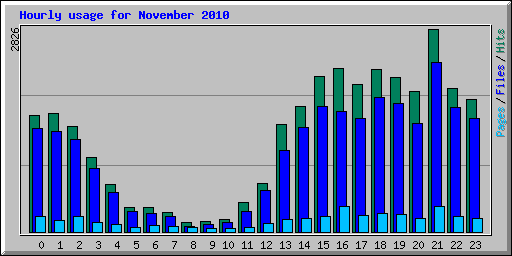 Hourly usage for November 2010
2826
Pages/Files/Hits
0 1 2 3 4 5 6 7 8 9 10 11 12 13 14 15 16 17 18 19 20 21 22 23